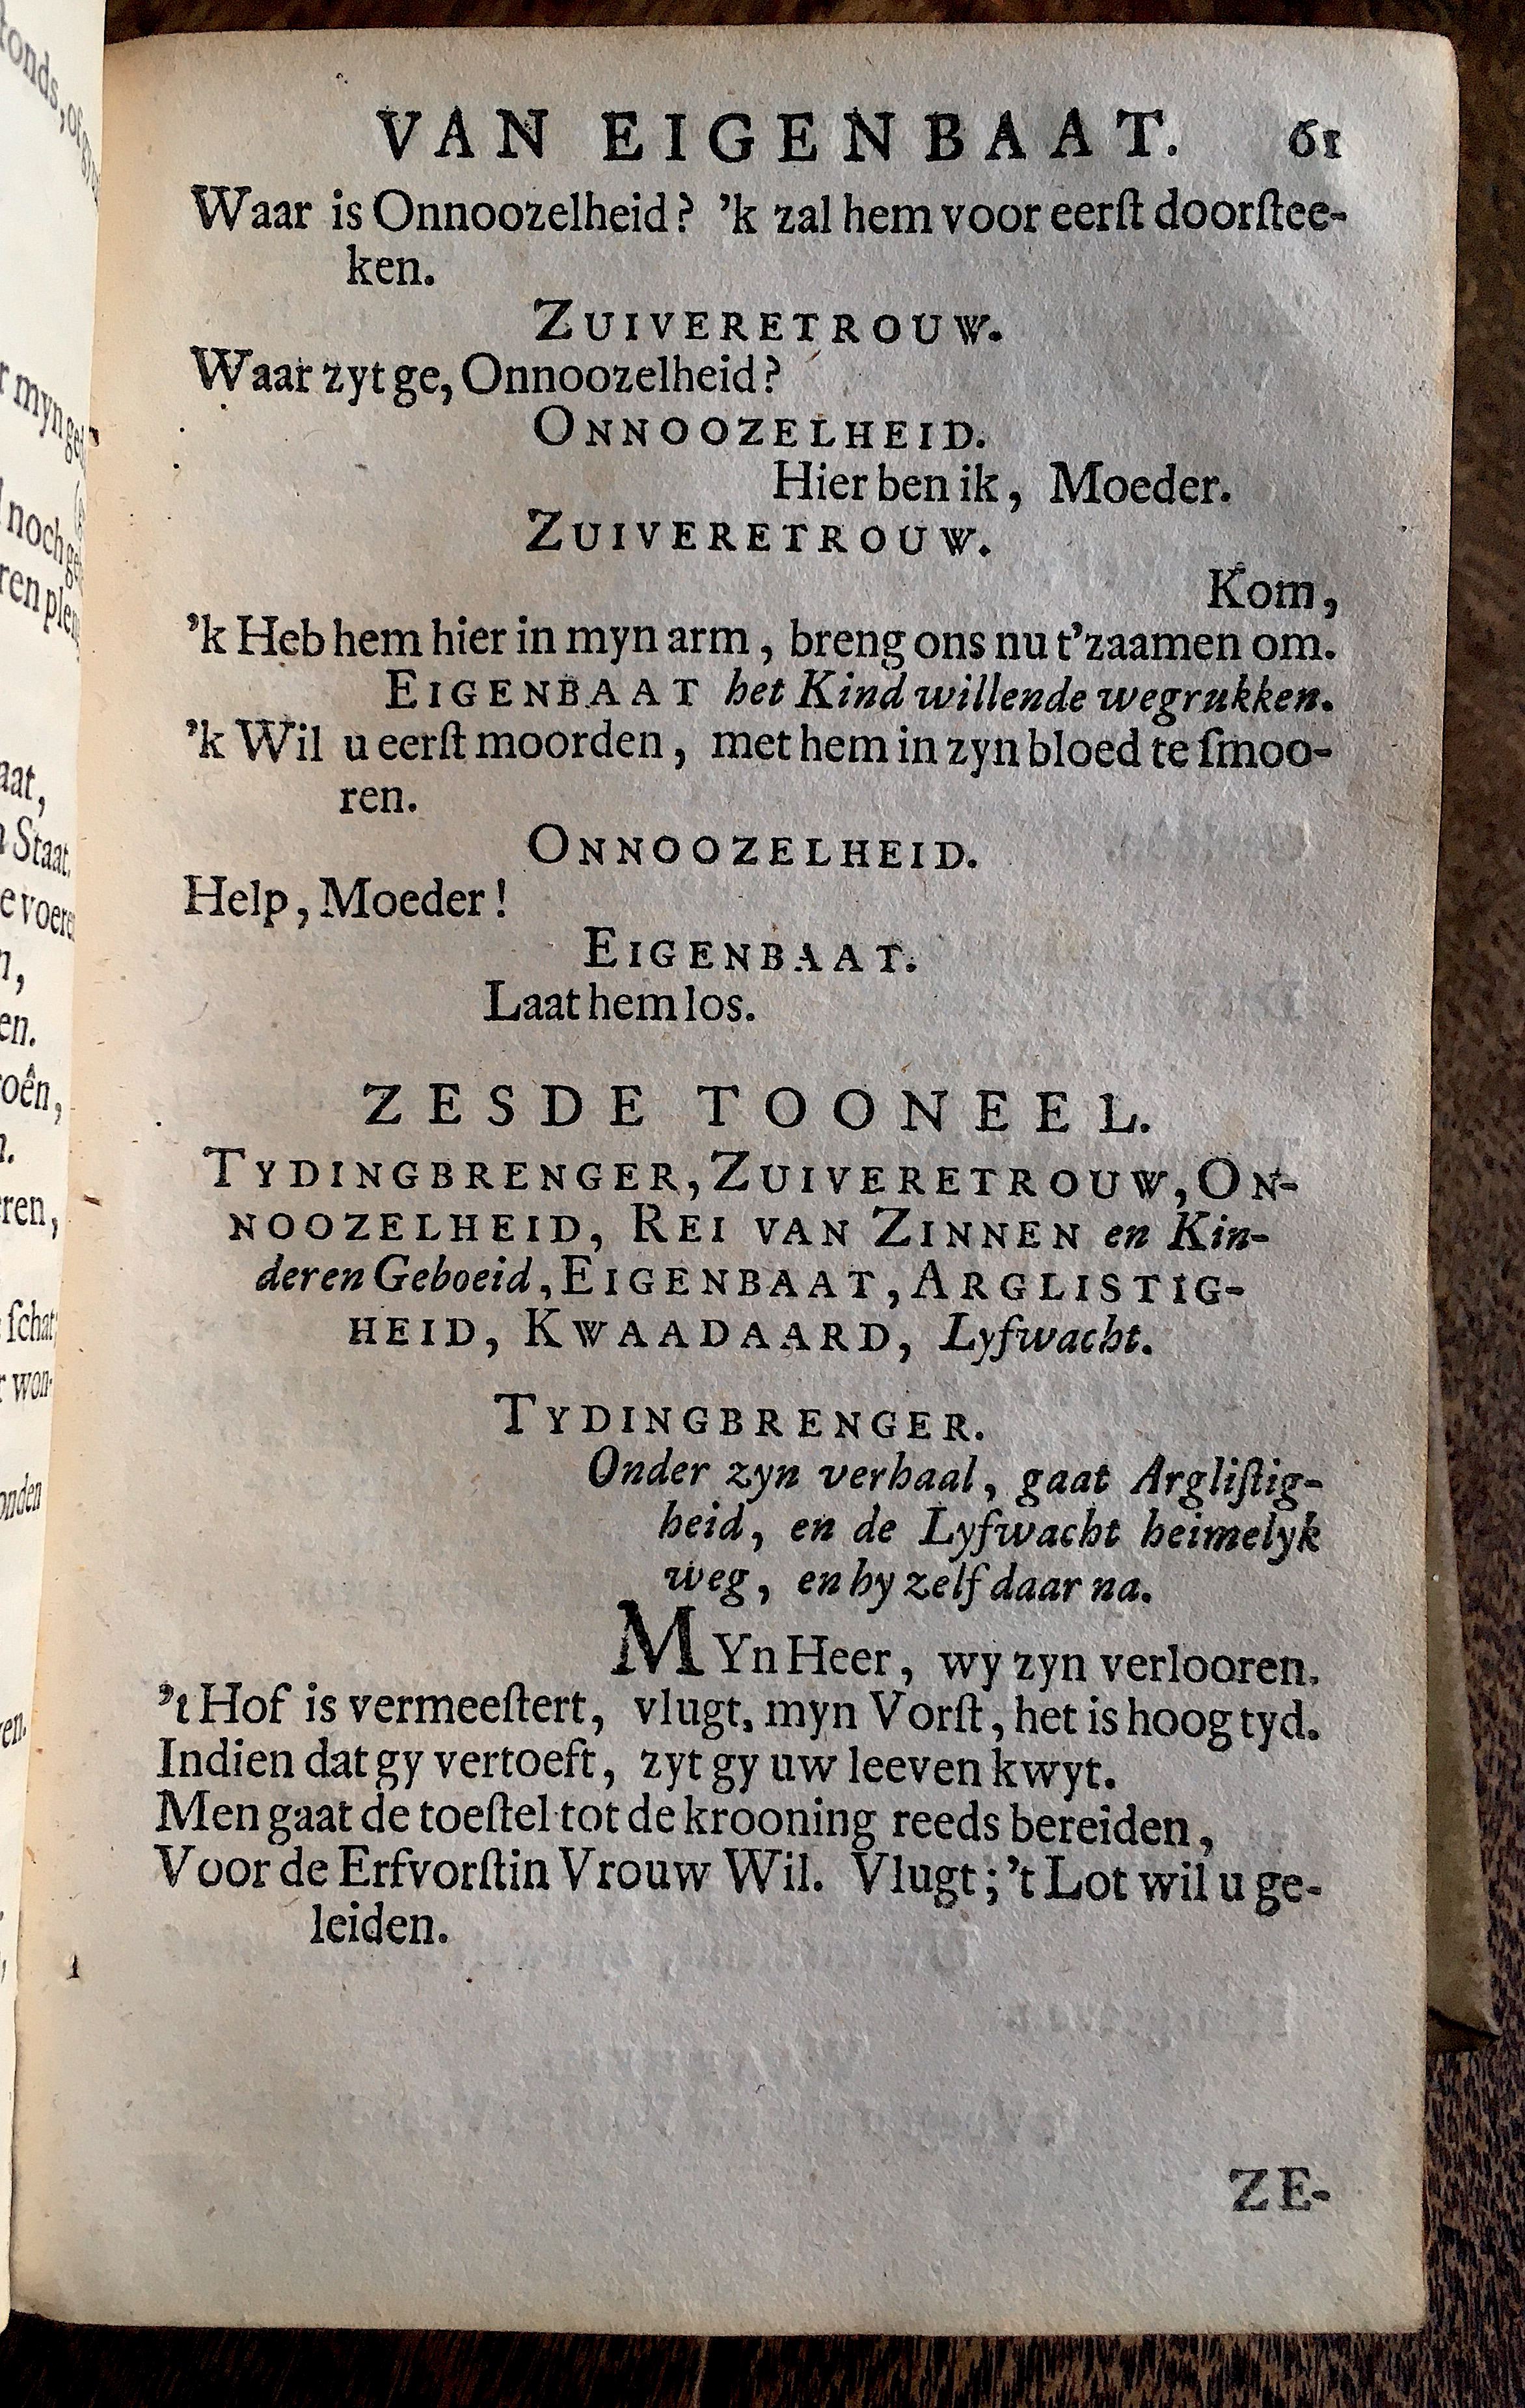 VAN EIGENBAAT. 61
Waar is Onnoozelheid? ’k zal hem voor eerſt doorſtee-
ken.
ZUIVERETROUW.
Waar zyt ge, Onnoozelheid?
ONNOOZELHEID.
Hier ben ik, Moeder.
ZUIVERETROUW.
Kom,
’k Heb hem hier in myn arm, breng ons nu t’zaamen om.
EIGENBAAT het Kind willende wegrukken.
’k Wil u eerſt moorden, met hem in zyn bloed te ſmoo-
ren.
ONNOOZELHEID.
Help, Moeder!
EIGENBAAT.
Laat hem los.
ZESDE TOONEEL.
TYDINGBRENGER, ZUIVERETROUW, ON-
NOOZELHEID, REI VAN ZINNEN en Kin-
deren Geboeid, EIGENBAAT, ARGLISTIG-
HEID, KWAADAARD, Lyfwacht.
TYDINGBRENGER.
Onder zyn verhaal, gaat Argliſtig-
heid, en de Lyfwacht heimelyk
weg, en hy zelf daar na.
MYn Heer, wy zyn verlooren.
’t Hof is vermeeſtert, vlugt, myn Vorſt, het is hoog tyd.
Indien dat gy vertoeft, zyt gy uw leeven kwyt.
Men gaat de toeſtel tot de krooning reeds bereiden,
Voor de Erfvorſtin Vrouw Wil. Vlugt; ’t Lot wil u ge-
leiden.
ZE-